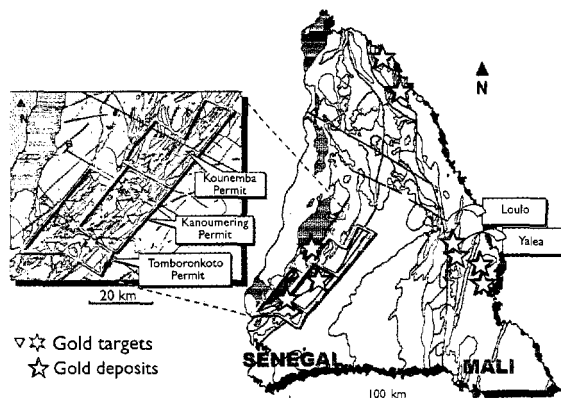 N
N
Kounemba
Permit
Kanoumering
Permit
Tomboronkoto
Permit
20 km
Gold targets
Gold deposits
Loulo
Yalea
SENEGAL
MALI
100 km